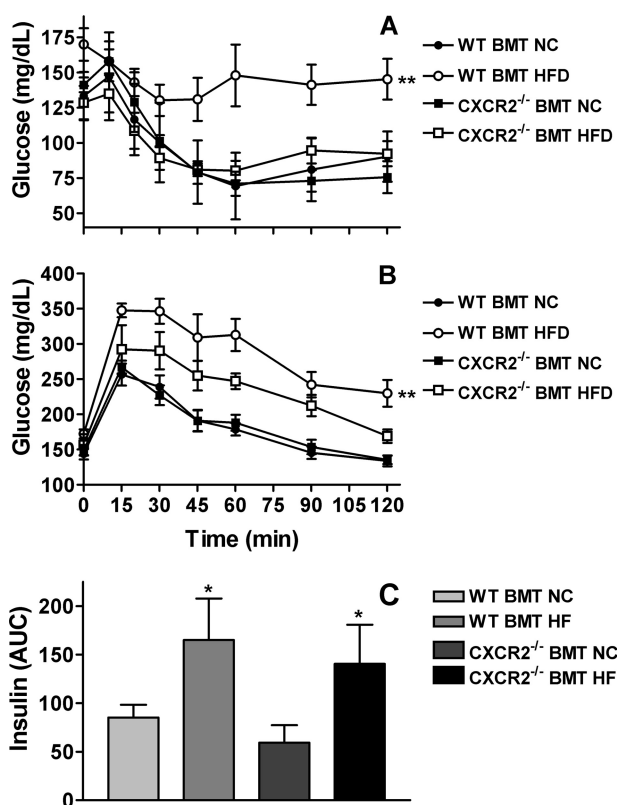 A
Glucose (mg/dL)
175
150
125
100
75
50
**
WT BMT NC
WT BMT HFD
CXCR2-/- BMT NC
CXCR2-/- BMT HFD
B
Glucose (mg/dL)
400
350
300
250
200
150
100
**
0 15 30 45 60 75 90 105 120
Time (min)
WT BMT NC
WT BMT HFD
CXCR2-/- BMT NC
CXCR2-/- BMT HFD
C
Insulin (AUC)
200
150
100
50
0
*
*
WT BMT NC
WT BMT HF
CXCR2-/- BMT NC
CXCR2-/- BMT HF